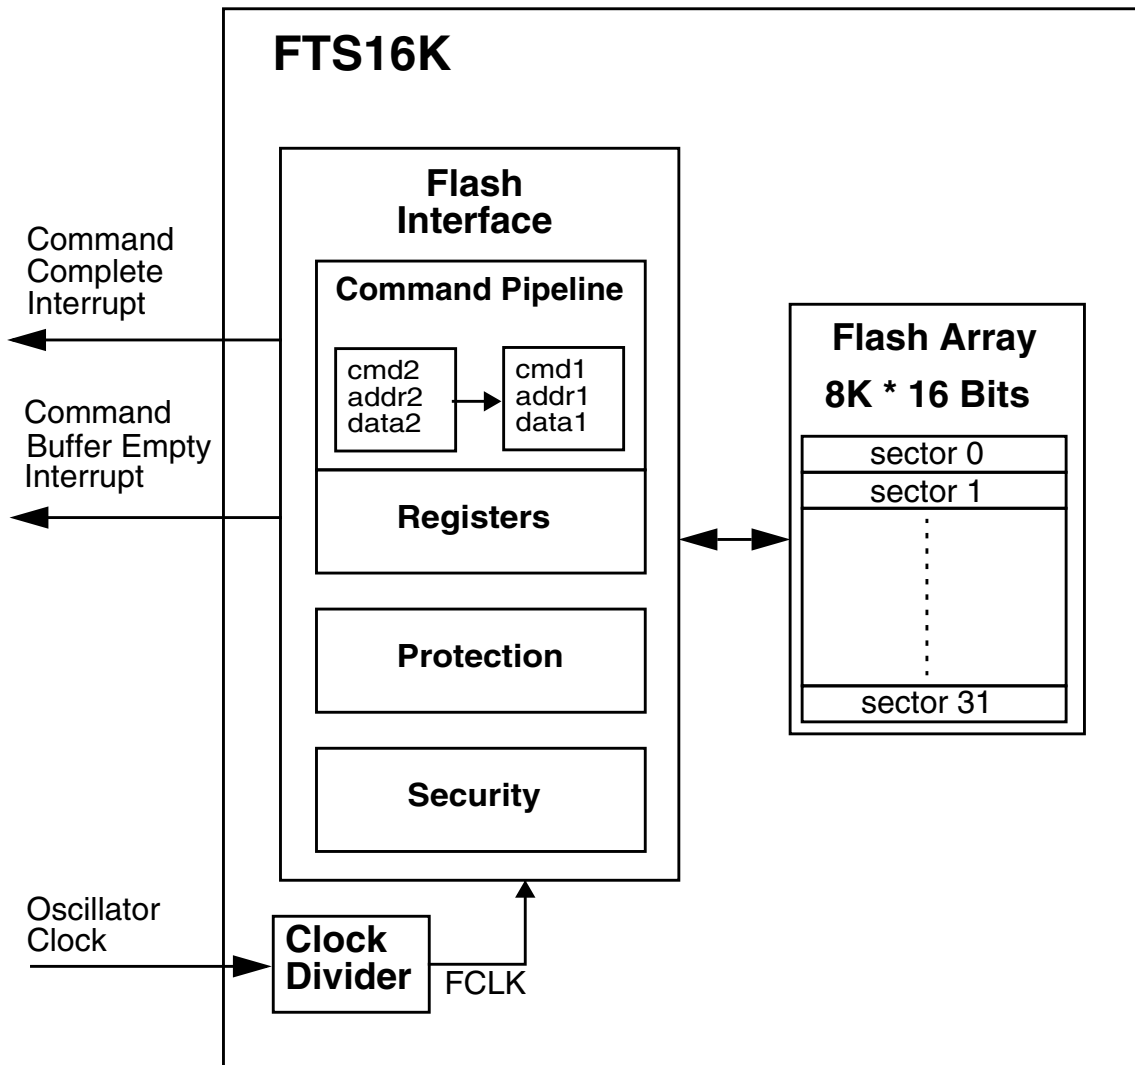 FTS16K
Flash
Interface
Command
Complete
Interrupt
Command Pipeline
cmd2
addr2
data2
cmd1
addr1
data1
Command
Buffer Empty
Interrupt
Registers
Protection
Security
Flash Array
8K * 16 Bits
sector 0
sector 1
sector 31
Oscillator
Clock
Clock
Divider
FCLK